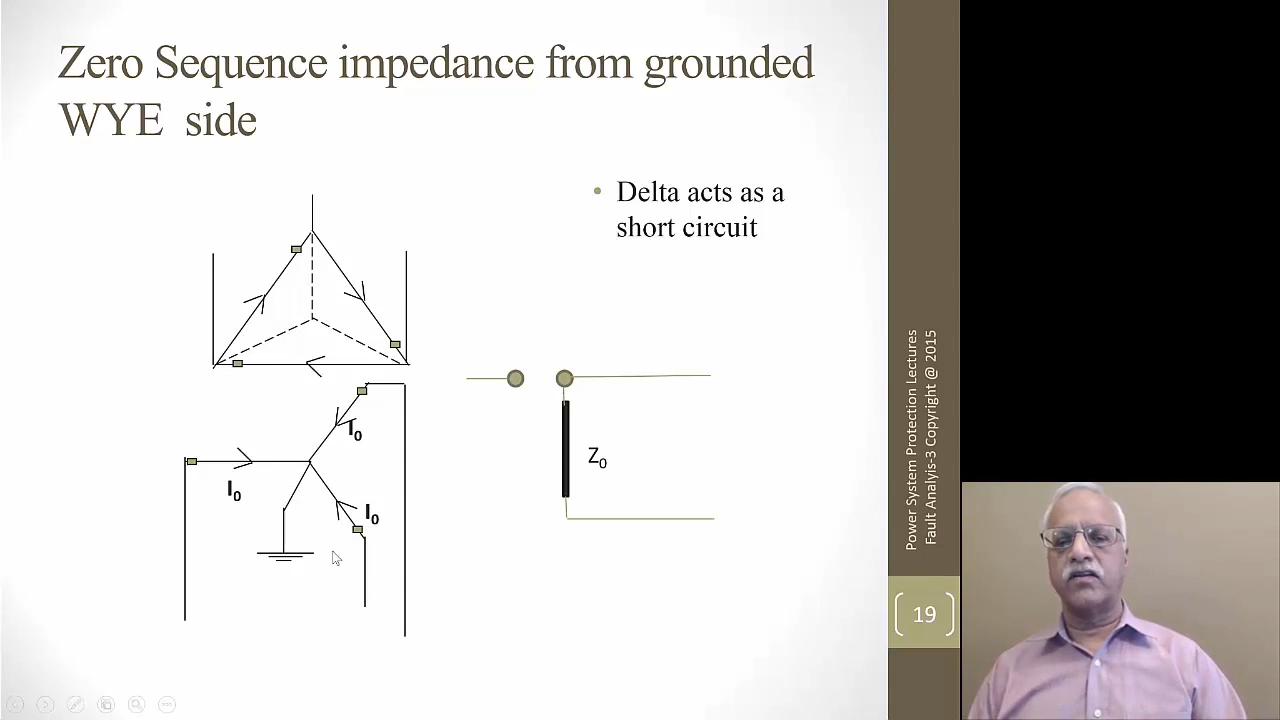 Zero Sequence impedance from grounded
WYE side
• Delta acts as a
short circuit
I0
I0
I0
Z0
Power System Protection Lectures
Fault Analyis-3 Copyright @ 2015
19